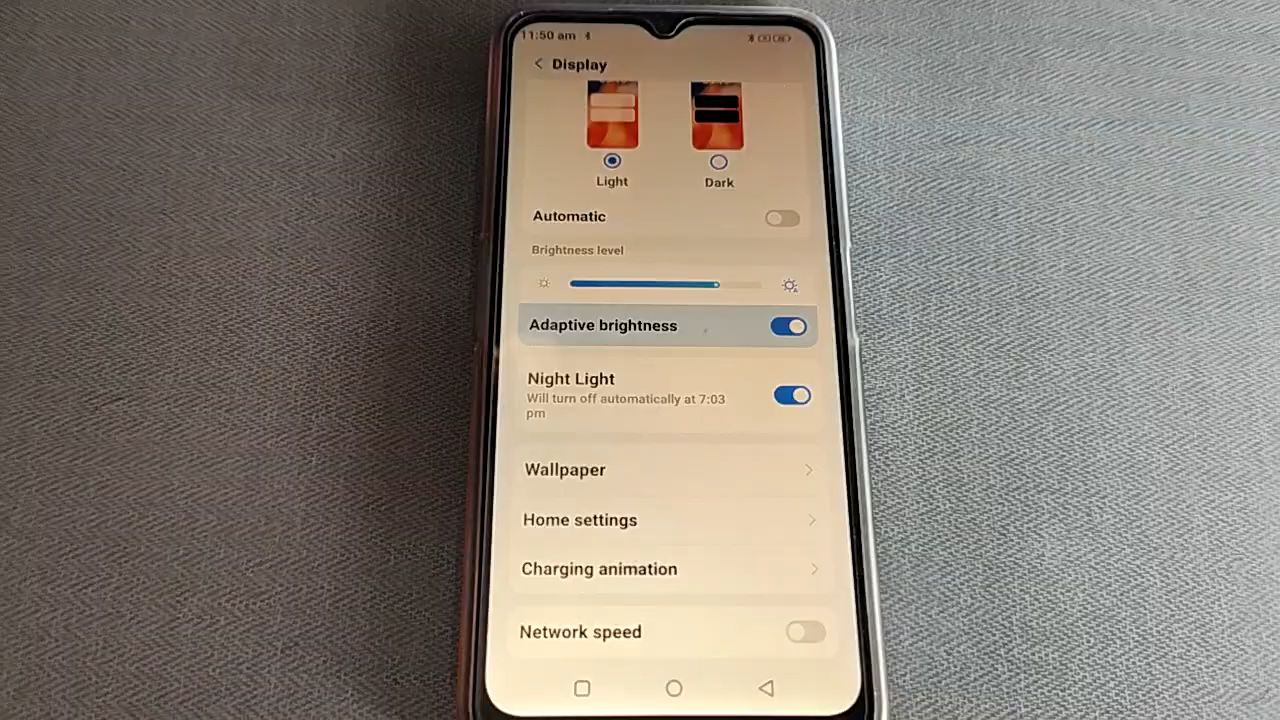 11:50 am
Display
Light
Dark
Automatic
Brightness level
Adaptive brightness
Night Light
Will turn off automatically at 7:03
pm
Wallpaper
Home settings
Charging animation
Network speed